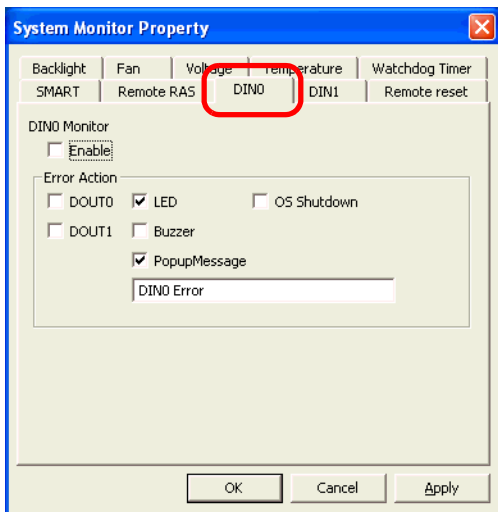 System Monitor Property
Backlight Fan Voltage Temperature Watchdog Timer
SMART Remote RAS DIN0 DIN1 Remote reset
DIN0 Monitor
Enable
Error Action
DOUT0 LED OS Shutdown
DOUT1 Buzzer
PopupMessage
DIN0 Error
OK Cancel Apply